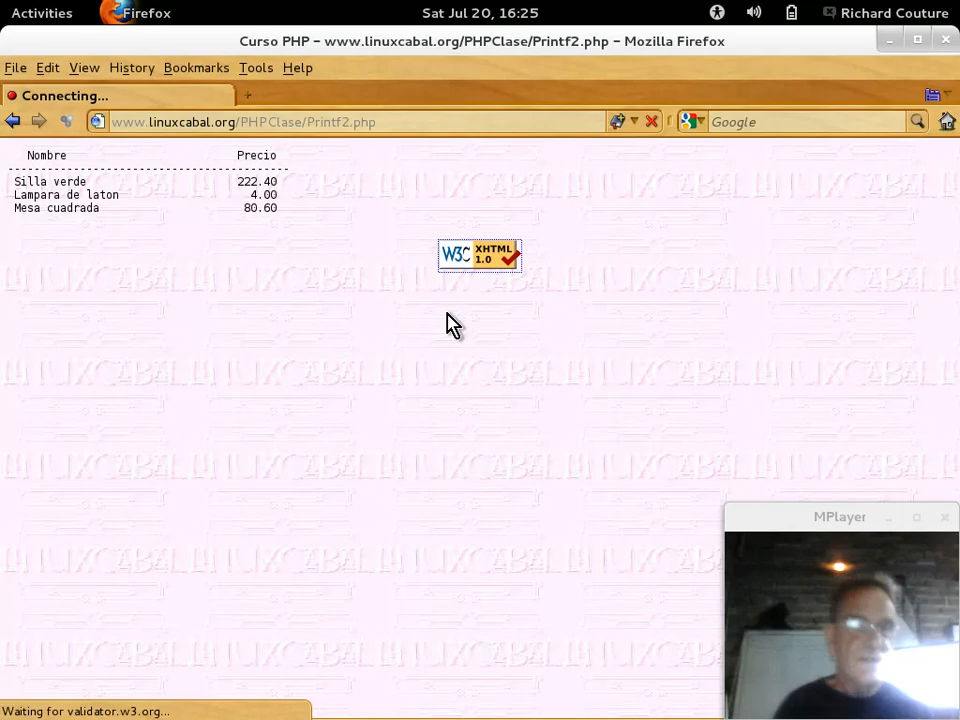 Activities Firefox Sat Jul 20, 16:25 Richard Couture
Curso PHP - www.linuxcabal.org/PHPClase/Printf2.php - Mozilla Firefox
File Edit View History Bookmarks Tools Help
Connecting...
www.linuxcabal.org/PHPClase/Printf2.php Google
Nombre Precio
Silla verde 222.40
Lampara de laton 4.00
Mesa cuadrada 80.60
W3C XHTML 1.0
LINUXCABAL
MPlayer
Waiting for validator.w3.org...